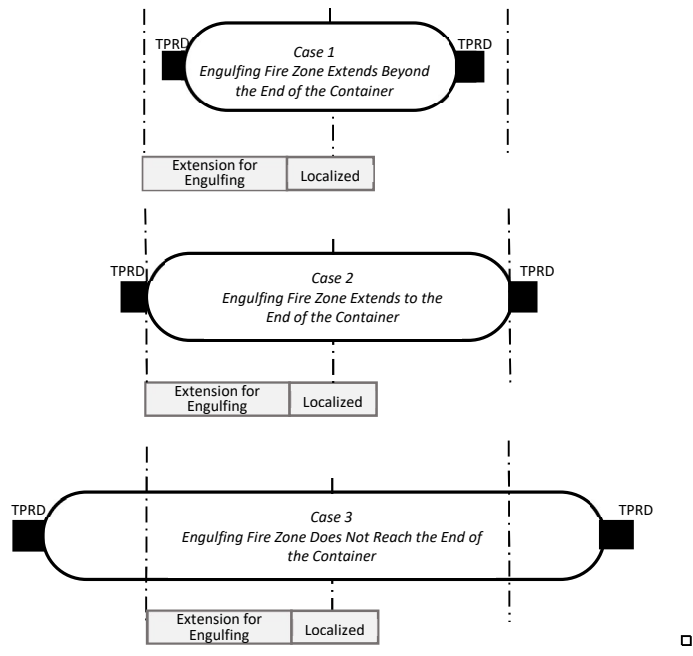 TPRD
TPRD
Case 1
Engulfing Fire Zone Extends Beyond
the End of the Container
Extension for
Engulfing
Localized
TPRD
TPRD
Case 2
Engulfing Fire Zone Extends to the
End of the Container
Extension for
Engulfing
Localized
TPRD
TPRD
Case 3
Engulfing Fire Zone Does Not Reach the End of
the Container
Extension for
Engulfing
Localized